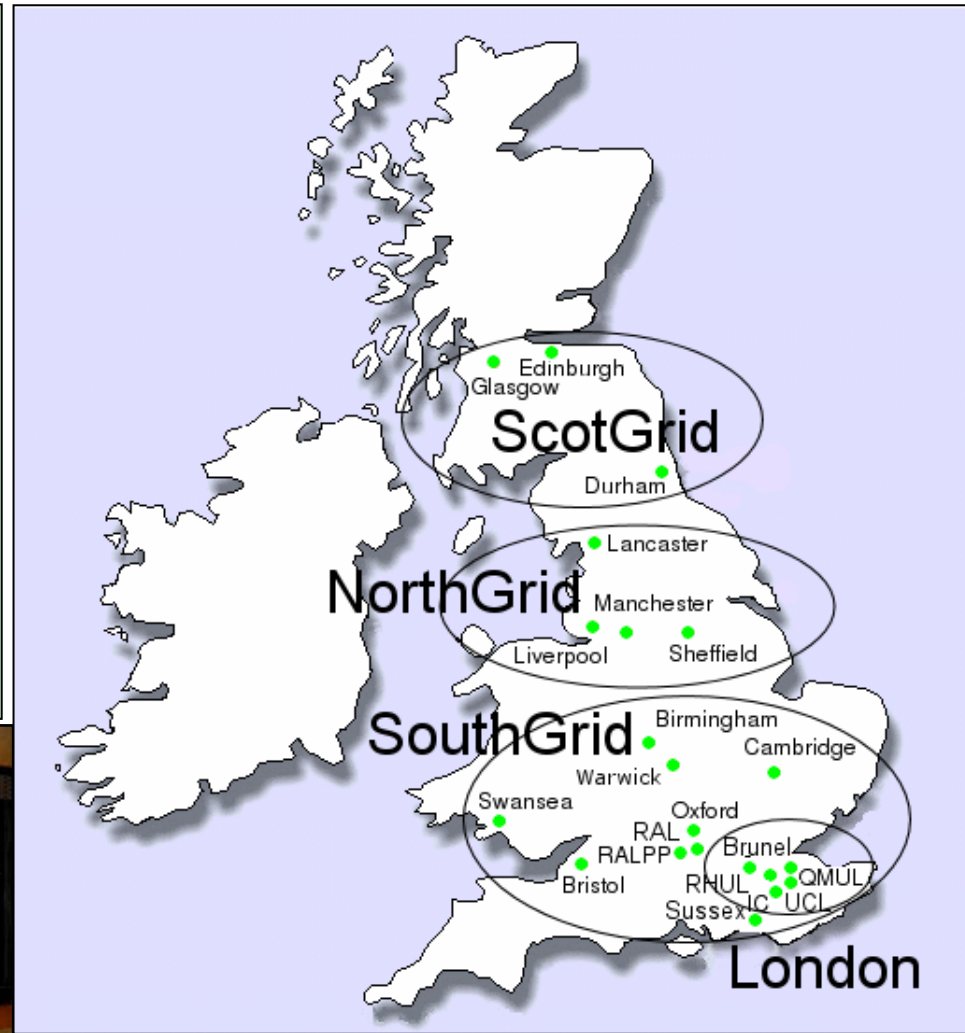 Edinburgh
Glasgow
ScotGrid
Durham
Lancaster
NorthGrid
Manchester
Liverpool
Sheffield
SouthGrid
Birmingham
Cambridge
Warwick
Swansea
Oxford
RAL
Brunel
RALPP
Bristol
RHUL
QMUL
IC
UCL
Sussex
London